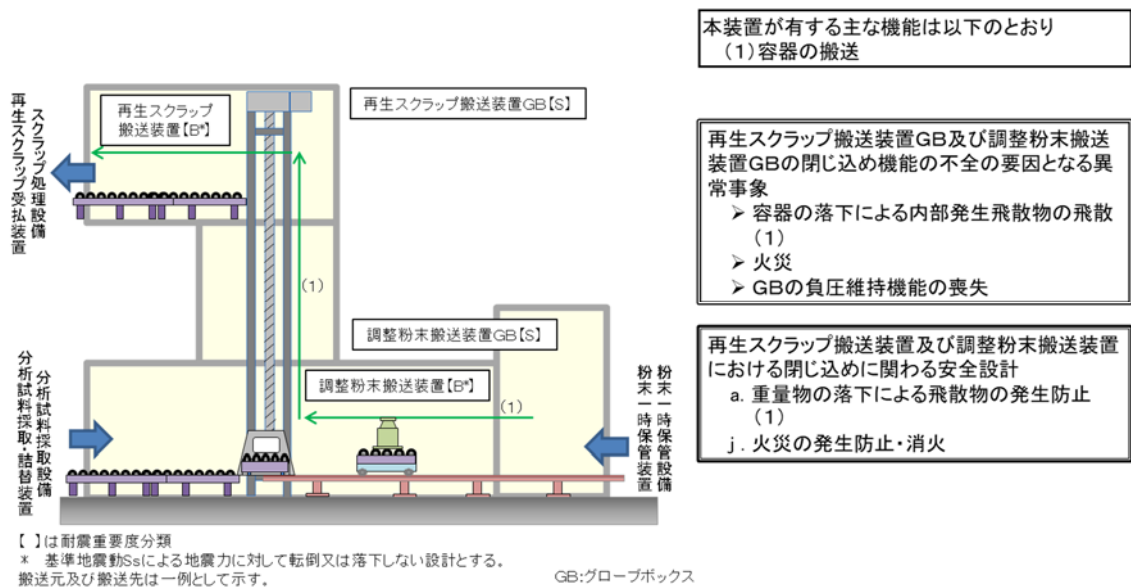 本装置が有する主な機能は以下のとおり
(1)容器の搬送
再生スクラップ搬送装置GB及び調整粉末搬送
装置GBの閉じ込め機能の不全の要因となる異
常事象
➢ 容器の落下による内部発生飛散物の飛散
(1)
➢ 火災
➢ GBの負圧維持機能の喪失
再生スクラップ搬送装置及び調整粉末搬送装置
における閉じ込めに関わる安全設計
a. 重量物の落下による飛散物の発生防止
(1)
j. 火災の発生防止・消火
スクラップ処理設備
再生スクラップ受払装置
再生スクラップ
搬送装置【B*】
再生スクラップ搬送装置GB【S】
(1)
調整粉末搬送装置GB【S】
調整粉末搬送装置【B*】
(1)
分析試料採取設備
分析試料採取・詰替装置
粉末一時保管設備
粉末一時保管装置
【 】は耐震重要度分類
* 基準地震動Ssによる地震力に対して転倒又は落下しない設計とする。
搬送元及び搬送先は一例として示す。
GB:グローブボックス